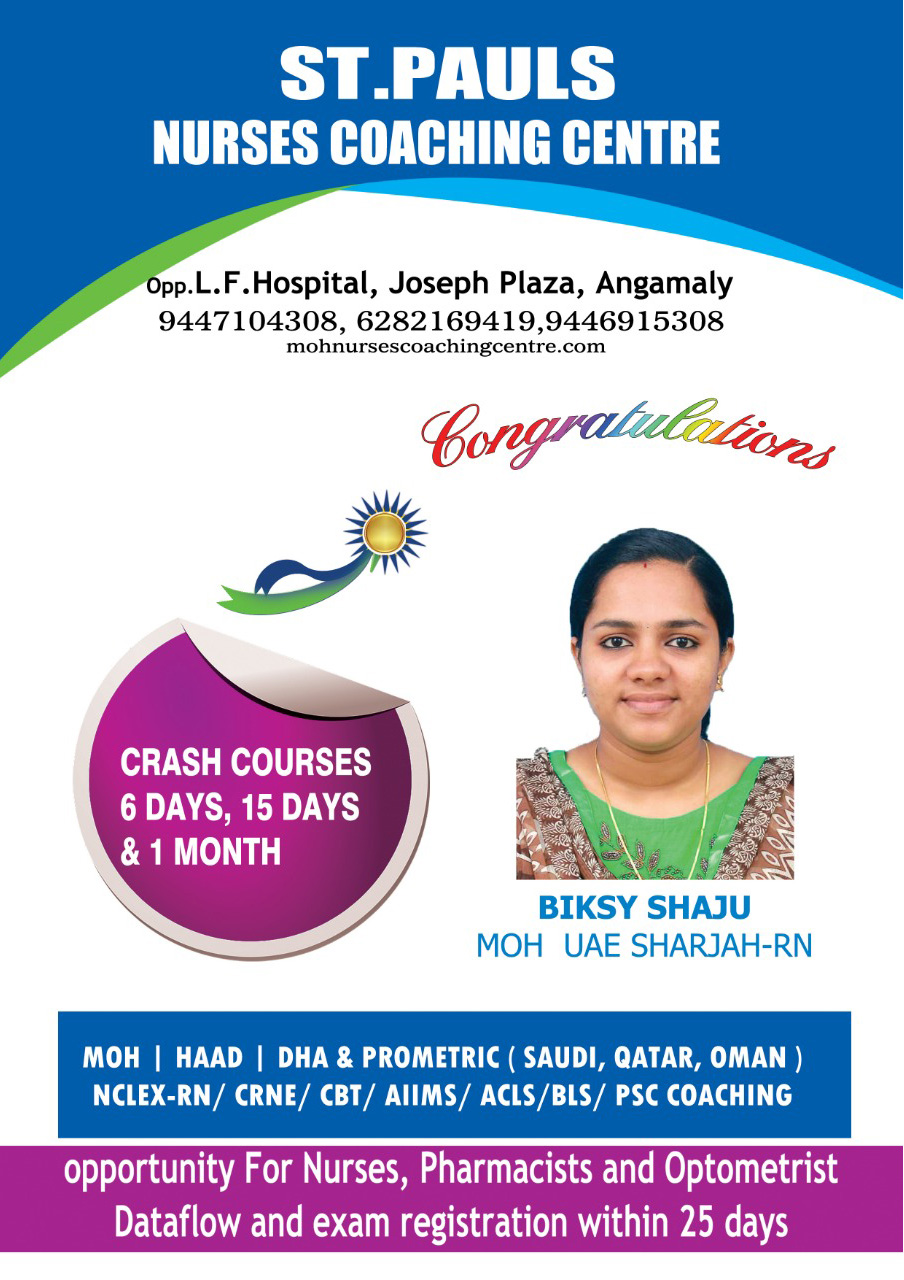 ST.PAULS
NURSES COACHING CENTRE
Opp.L.F.Hospital, Joseph Plaza, Angamaly
9447104308, 6282169419,9446915308
mohnursescoachingcentre.com
Congratulations
CRASH COURSES
6 DAYS, 15 DAYS
& 1 MONTH
BIKSY SHAJU
MOH UAE SHARJAH-RN
MOH | HAAD | DHA & PROMETRIC ( SAUDI, QATAR, OMAN )
NCLEX-RN/ CRNE/ CBT/ AIIMS/ ACLS/BLS/ PSC COACHING
opportunity For Nurses, Pharmacists and Optometrist
Dataflow and exam registration within 25 days